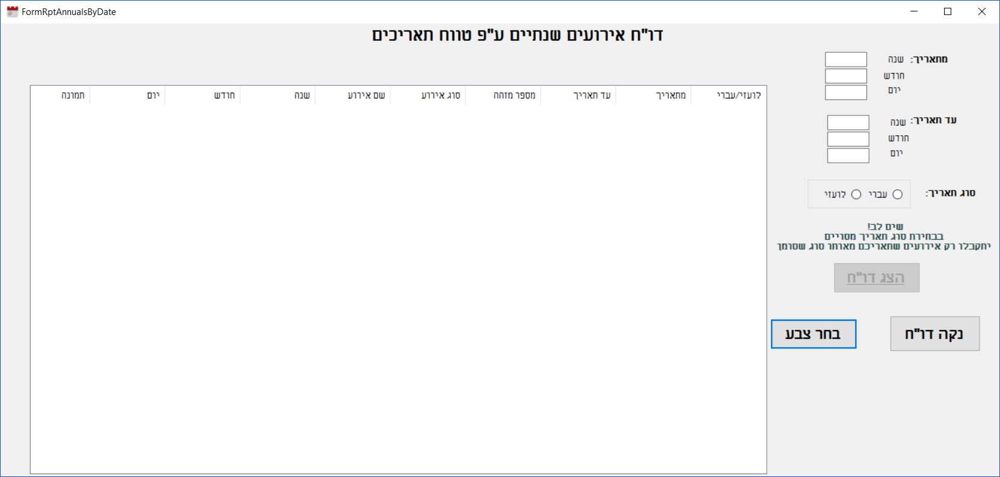 FormRptAnnualsByDate
דו"ח אירועים שנתיים ע"פ טווח תאריכים
מתאריך: שנה
חודש
יום
עד תאריך: שנה
חודש
יום
סוג תאריך: עברי לועזי
שים לב!
בבחירת סוג תאריך מסויים
יתקבלו רק אירועים שתאריכם מאותו סוג שסומן
הצג דו"ח
נקה דו"ח בחר צבע
לועזי/עברי מתאריך עד תאריך מספר מזהה סוג אירוע שם אירוע שנה חודש יום תמונה